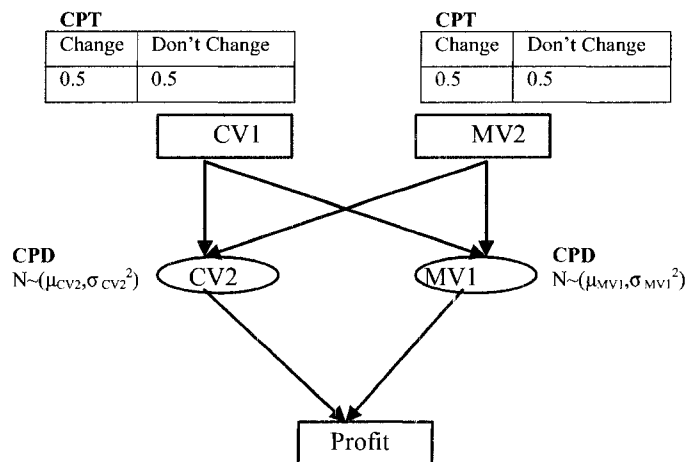 CPT
Change Don't Change
0.5 0.5
CPT
Change Don't Change
0.5 0.5
CV1
MV2
CPD
N~(μCV2,σCV2²)
CV2
MV1
CPD
N~(μMV1,σMV1²)
Profit